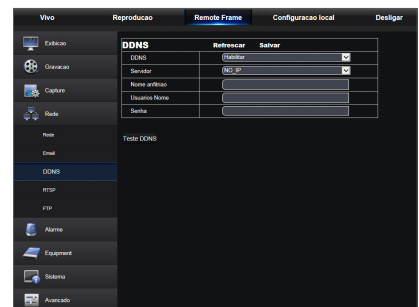 Vivo Reproducao Remote Frame Configuracao local Desligar
Exibicao
Gravacao
Capture
Rede
Rede
Email
DDNS
RTSP
FTP
Alarme
Equipment
Sistema
Avancado
DDNS Refrescar Salvar
DDNS Habilitar
Servidor NO_IP
Nome anfitriao
Usuarios Nome
Senha
Teste DDNS